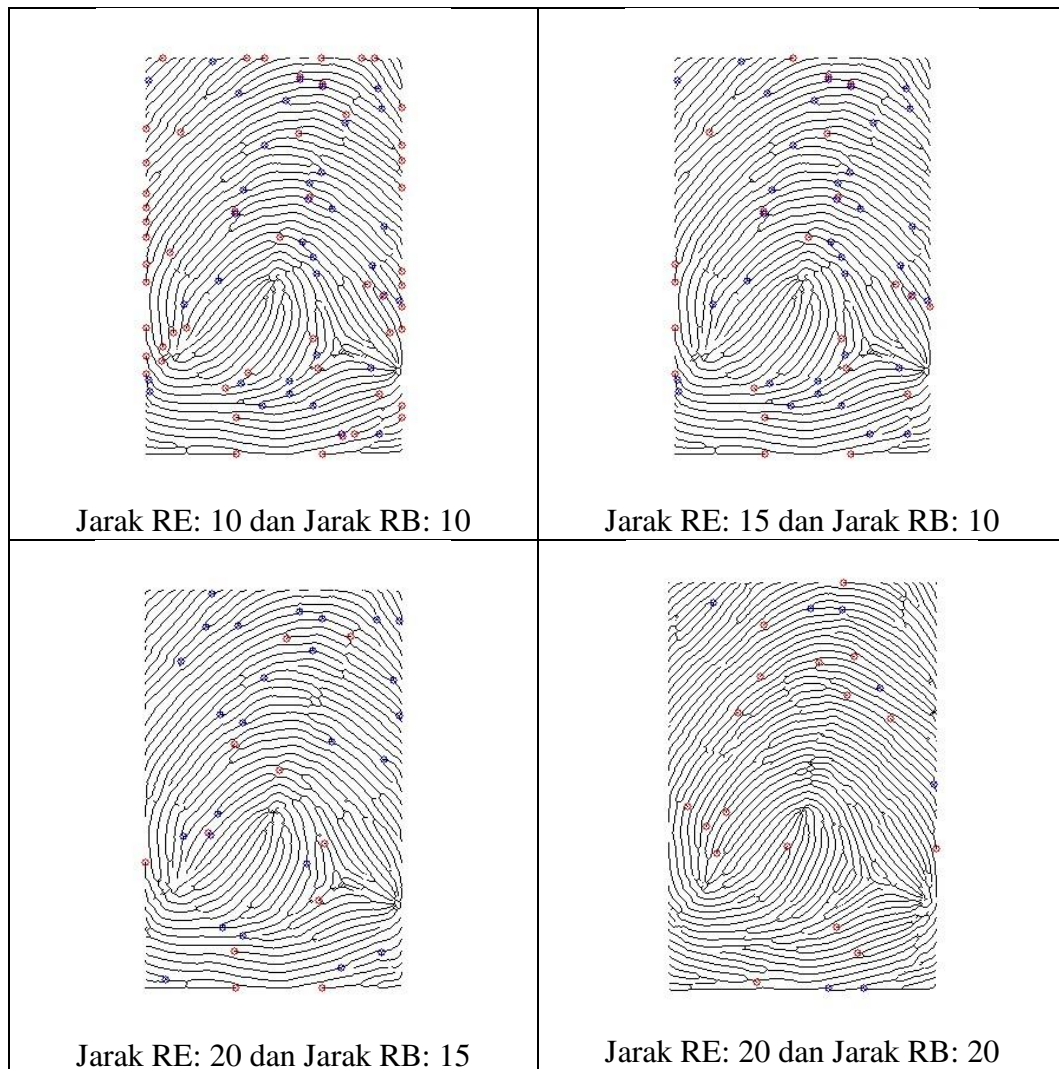 Jarak RE: 10 dan Jarak RB: 10
Jarak RE: 15 dan Jarak RB: 10
Jarak RE: 20 dan Jarak RB: 15
Jarak RE: 20 dan Jarak RB: 20